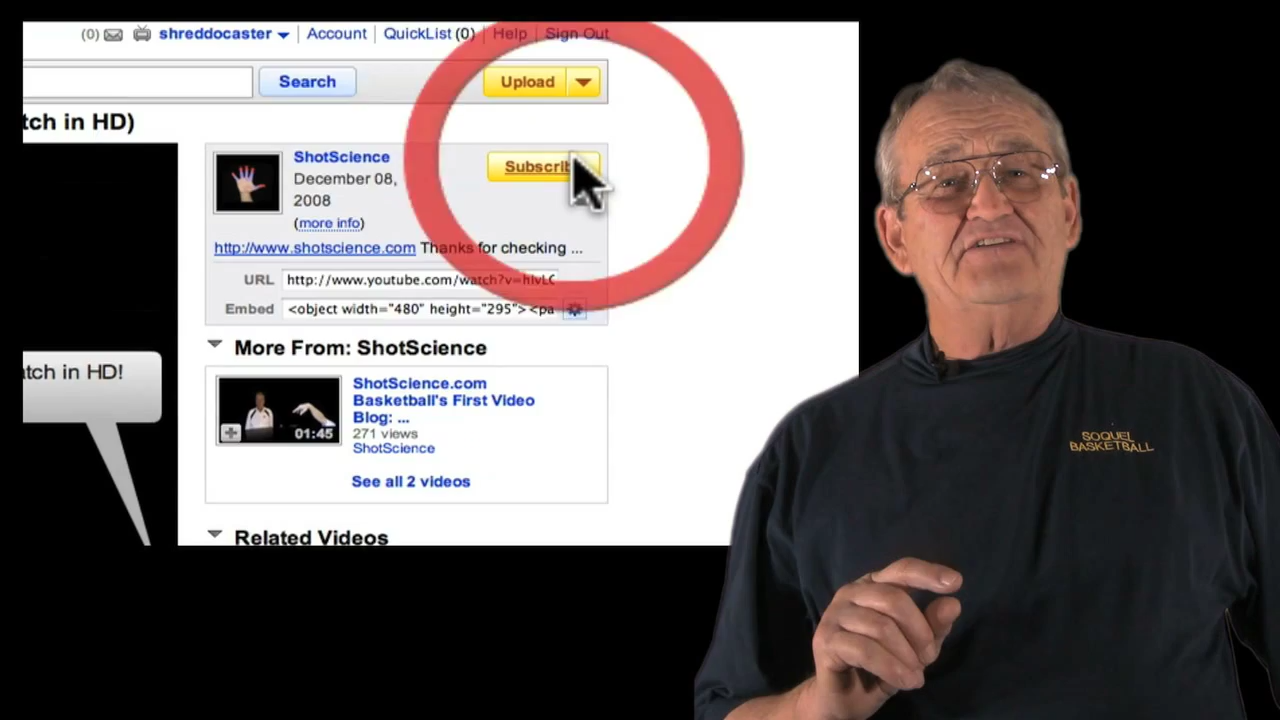 (0) shreddocaster Account QuickList (0) Help Sign Out
Search Upload
tch in HD)
ShotScience
December 08,
2008
(more info)
http://www.shotscience.com Thanks for checking ...
URL http://www.youtube.com/watch?v=
Embed <object width="480" height="295"><pa
tch in HD!
More From: ShotScience
ShotScience.com
Basketball's First Video
Blog: ...
01:45
271 views
ShotScience
See all 2 videos
Related Videos
SOQUEL
BASKETBALL